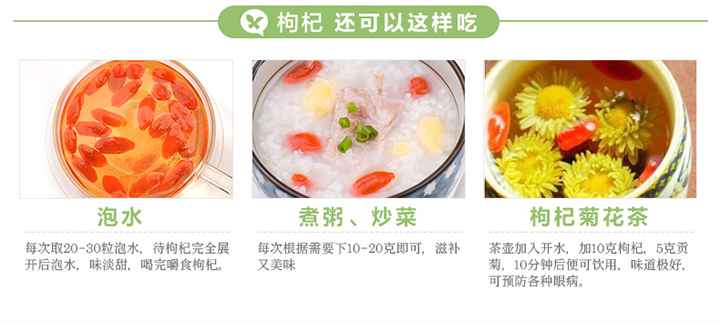 枸杞 还可以这样吃
泡水
每次取20-30粒泡水，待枸杞完全展
开后泡水，味淡甜，喝完嚼食枸杞。
煮粥、炒菜
每次根据需要下10-20克即可，滋补
又美味
枸杞菊花茶
茶壶加入开水，加10克枸杞，5克贡
菊，10分钟后便可饮用，味道极好，
可预防各种眼病。